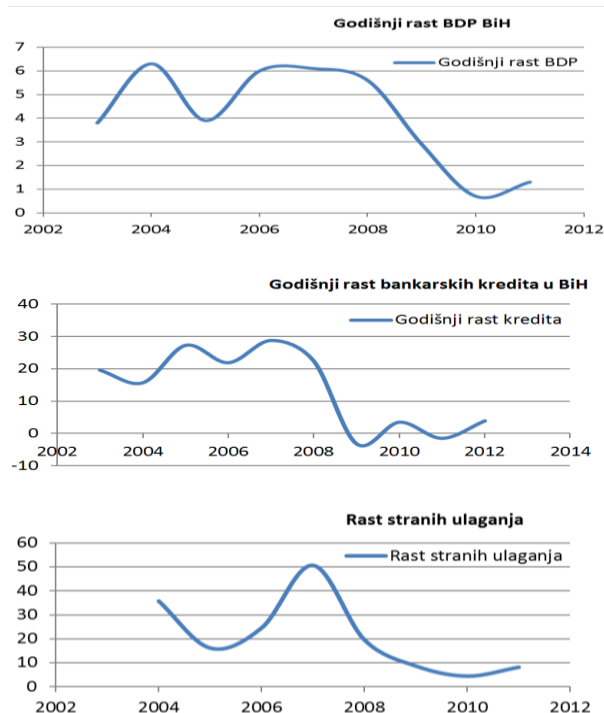 Godišnji rast BDP BiH
7
Godišnji rast BDP
6
5
4
3
2
1
0
2002 2004 2006 2008 2010 2012
Godišnji rast bankarskih kredita u BiH
40
Godišnji rast kredita
30
20
10
0
2002 2004 2006 2008 2010 2012 2014
-10
Rast stranih ulaganja
60
Rast stranih ulaganja
50
40
30
20
10
0
2002 2004 2006 2008 2010 2012